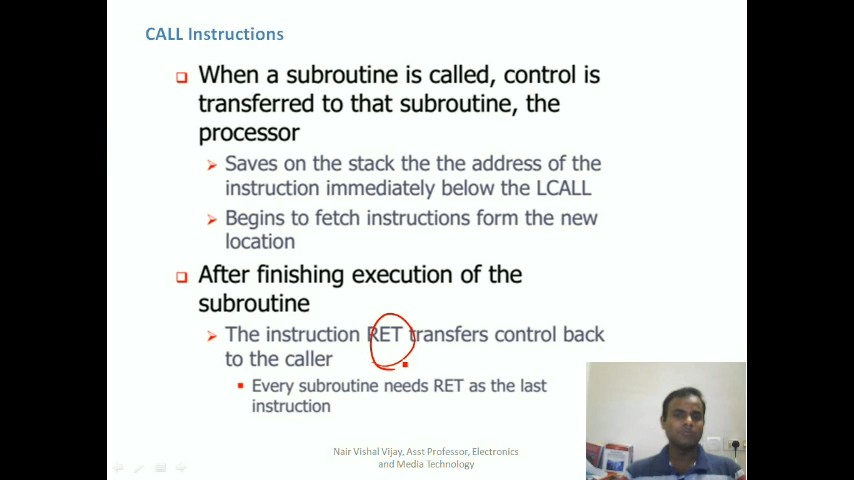 CALL Instructions
When a subroutine is called, control is
transferred to that subroutine, the
processor
Saves on the stack the the address of the
instruction immediately below the LCALL
Begins to fetch instructions form the new
location
After finishing execution of the
subroutine
The instruction RET transfers control back
to the caller
Every subroutine needs RET as the last
instruction
Nair Vishal Vijay, Asst Professor, Electronics
and Media Technology